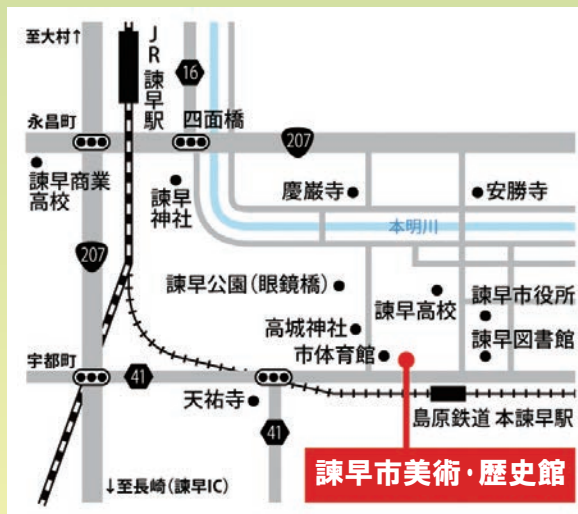 至大村↑
JR諫早駅
16
永昌町
四面橋
207
諫早商業
高校
諫早
神社
慶巌寺
安勝寺
本明川
207
諫早公園(眼鏡橋)
諫早高校
諫早市役所
高城神社
諫早図書館
市体育館
宇都町
41
天祐寺
41
島原鉄道 本諫早駅
諫早市美術・歴史館
↓至長崎(諫早IC)